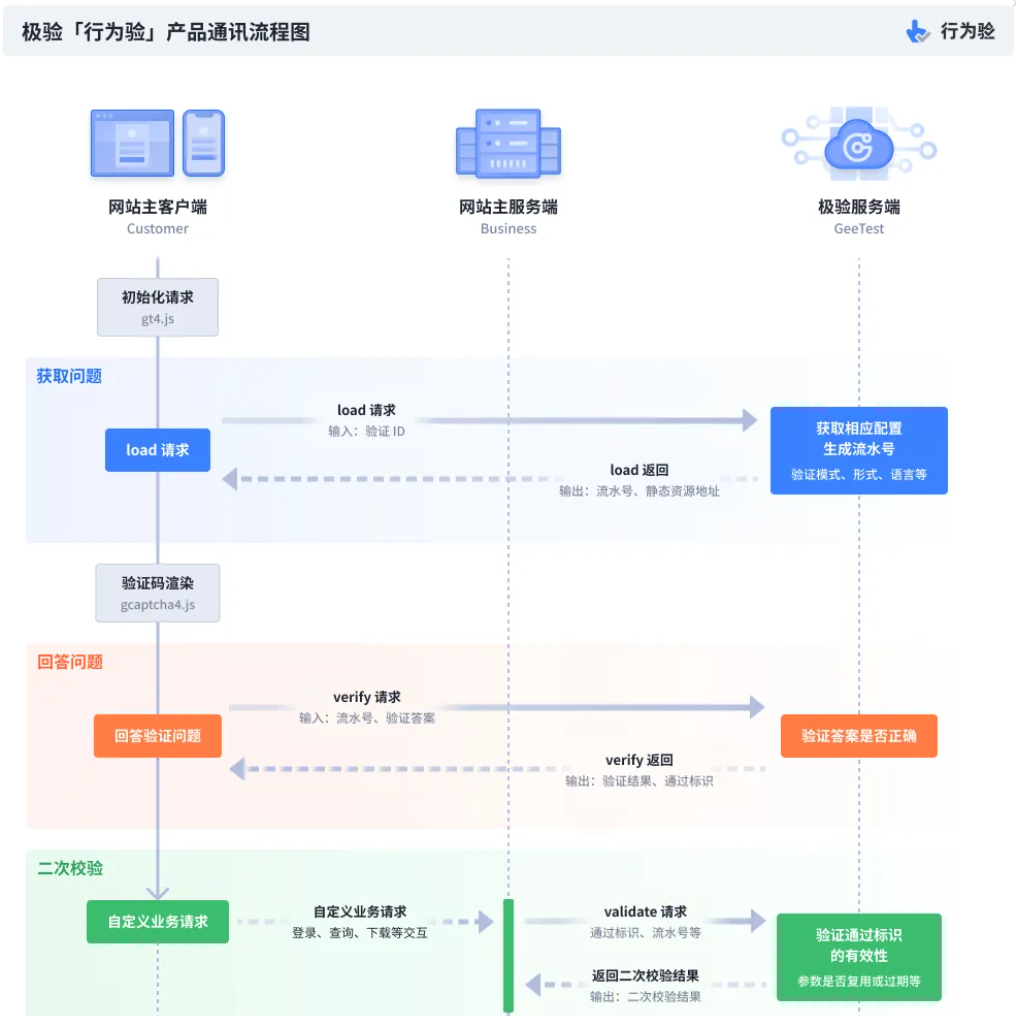 极验「行为验」产品通讯流程图
行为验
网站主客户端
Customer
网站主服务端
Business
极验服务端
GeeTest
初始化请求
gt4.js
获取问题
load 请求
load 请求
输入：验证 ID
获取相应配置
生成流水号
验证模式、形式、语言等
load 返回
输出：流水号、静态资源地址
验证码渲染
gcaptcha4.js
回答问题
回答验证问题
verify 请求
输入：流水号、验证答案
验证答案是否正确
verify 返回
输出：验证结果、通过标识
二次校验
自定义业务请求
自定义业务请求
登录、查询、下载等交互
validate 请求
通过标识、流水号等
验证通过标识
的有效性
参数是否复用或过期等
返回二次校验结果
输出：二次校验结果